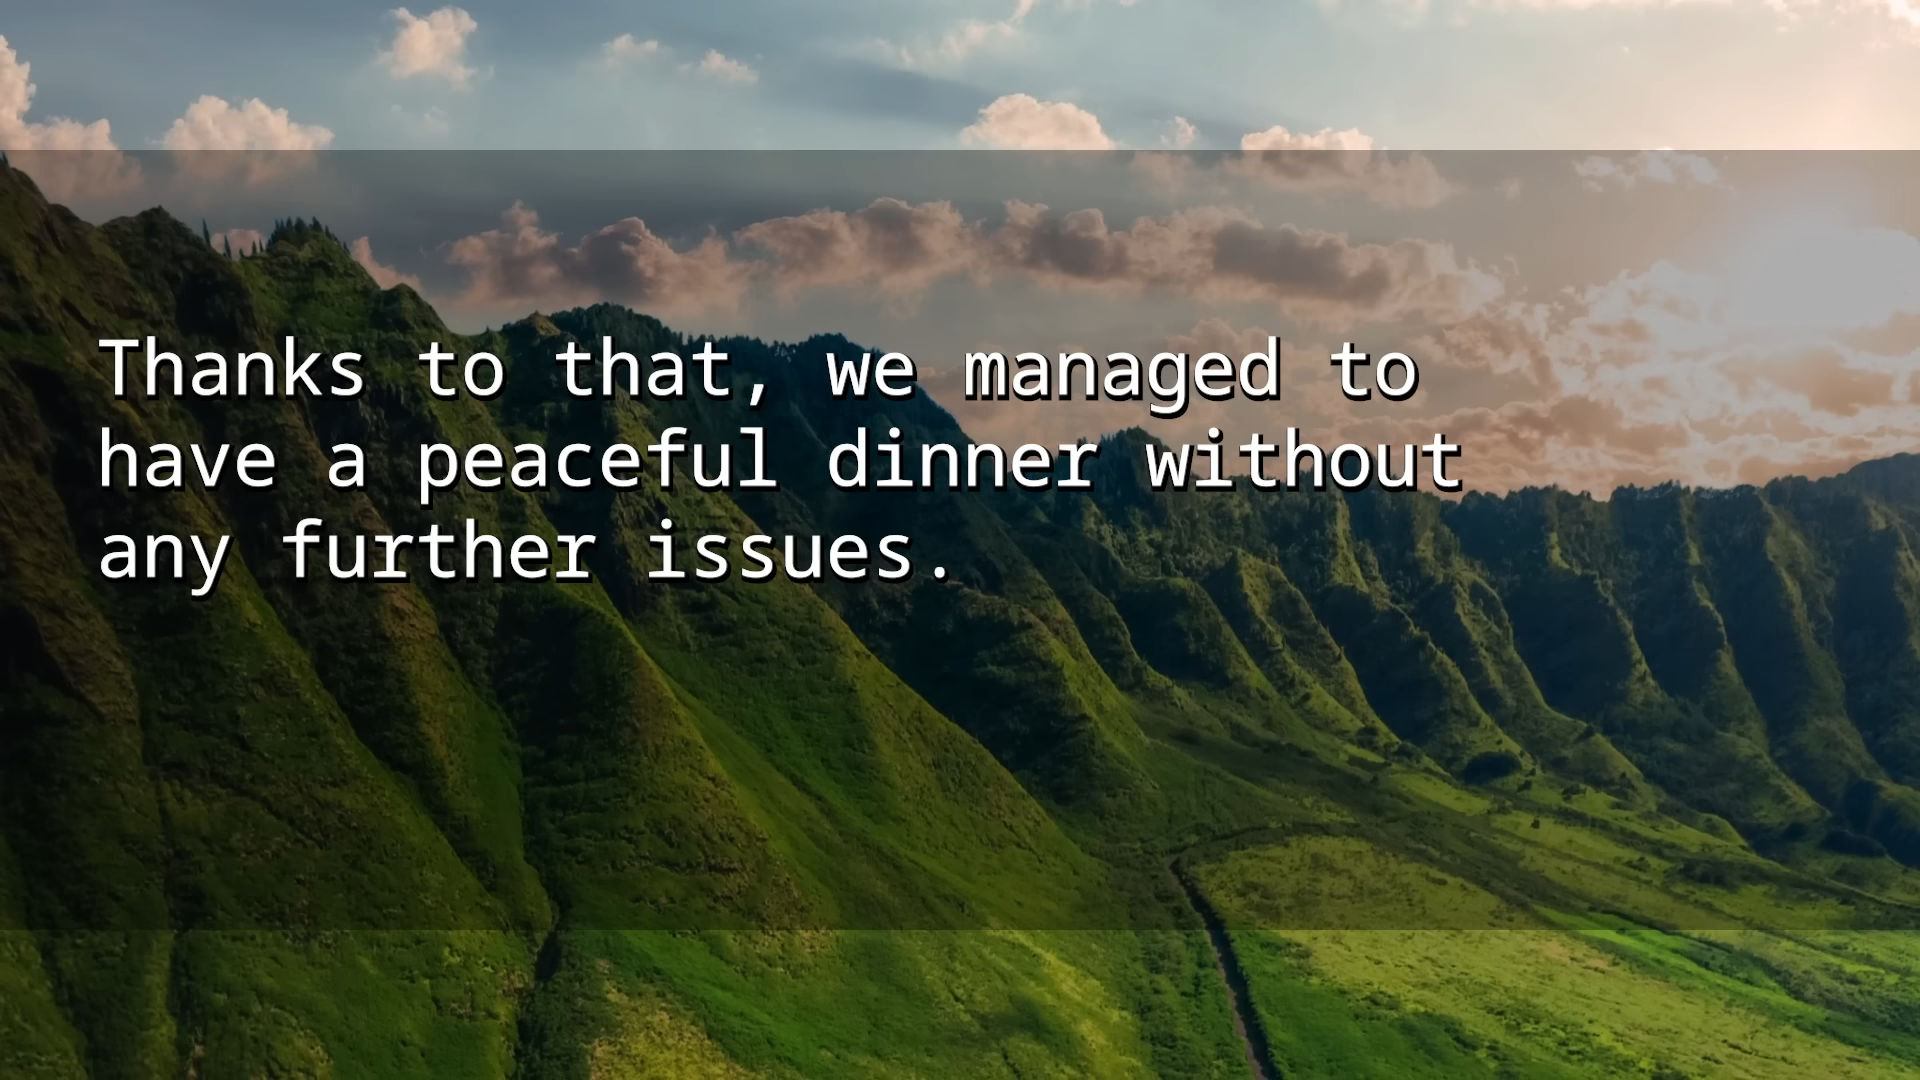 Thanks to that, we managed to
have a peaceful dinner without
any further issues.